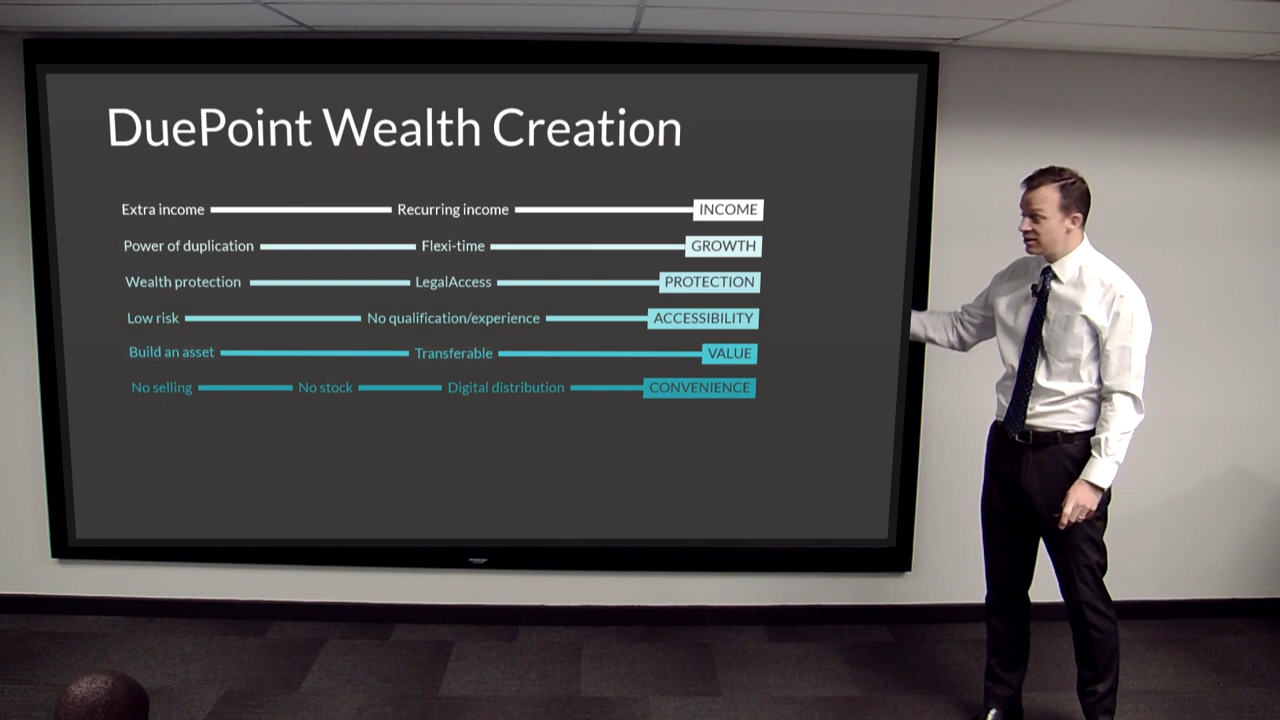 DuePoint Wealth Creation
Extra income Recurring income INCOME
Power of duplication Flexi-time GROWTH
Wealth protection LegalAccess PROTECTION
Low risk No qualification/experience ACCESSIBILITY
Build an asset Transferable VALUE
No selling No stock Digital distribution CONVENIENCE